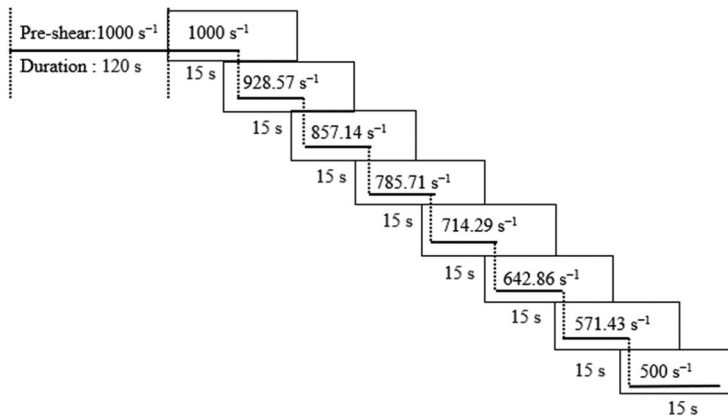 Pre-shear:1000 s⁻¹
1000 s⁻¹
Duration : 120 s
15 s
928.57 s⁻¹
15 s
857.14 s⁻¹
15 s
785.71 s⁻¹
15 s
714.29 s⁻¹
15 s
642.86 s⁻¹
15 s
571.43 s⁻¹
15 s
500 s⁻¹
15 s